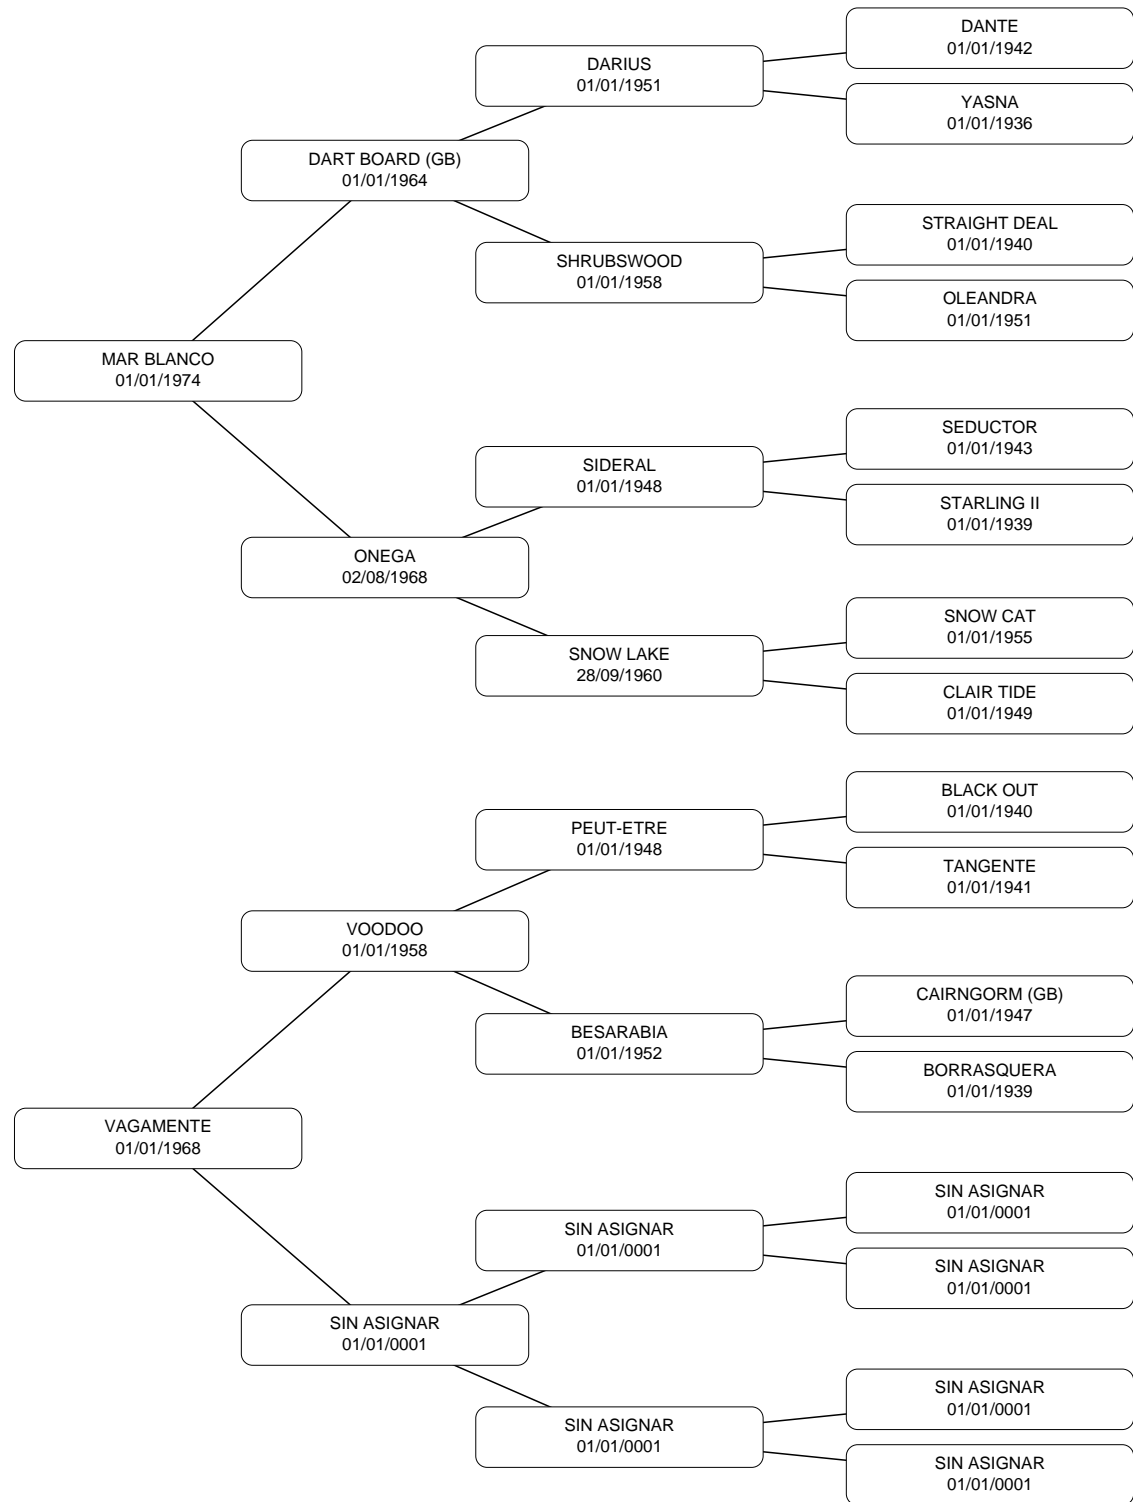 DANTE
01/01/1942
DARIUS
01/01/1951
YASNA
01/01/1936
DART BOARD (GB)
01/01/1964
STRAIGHT DEAL
01/01/1940
SHRUBSWOOD
01/01/1958
OLEANDRA
01/01/1951
MAR BLANCO
01/01/1974
SEDUCTOR
01/01/1943
SIDERAL
01/01/1948
STARLING II
01/01/1939
ONEGA
02/08/1968
SNOW CAT
01/01/1955
SNOW LAKE
28/09/1960
CLAIR TIDE
01/01/1949
BLACK OUT
01/01/1940
PEUT-ETRE
01/01/1948
TANGENTE
01/01/1941
VOODOO
01/01/1958
CAIRNGORM (GB)
01/01/1947
BESARABIA
01/01/1952
BORRASQUERA
01/01/1939
VAGAMENTE
01/01/1968
SIN ASIGNAR
01/01/0001
SIN ASIGNAR
01/01/0001
SIN ASIGNAR
01/01/0001
SIN ASIGNAR
01/01/0001
SIN ASIGNAR
01/01/0001
SIN ASIGNAR
01/01/0001
SIN ASIGNAR
01/01/0001